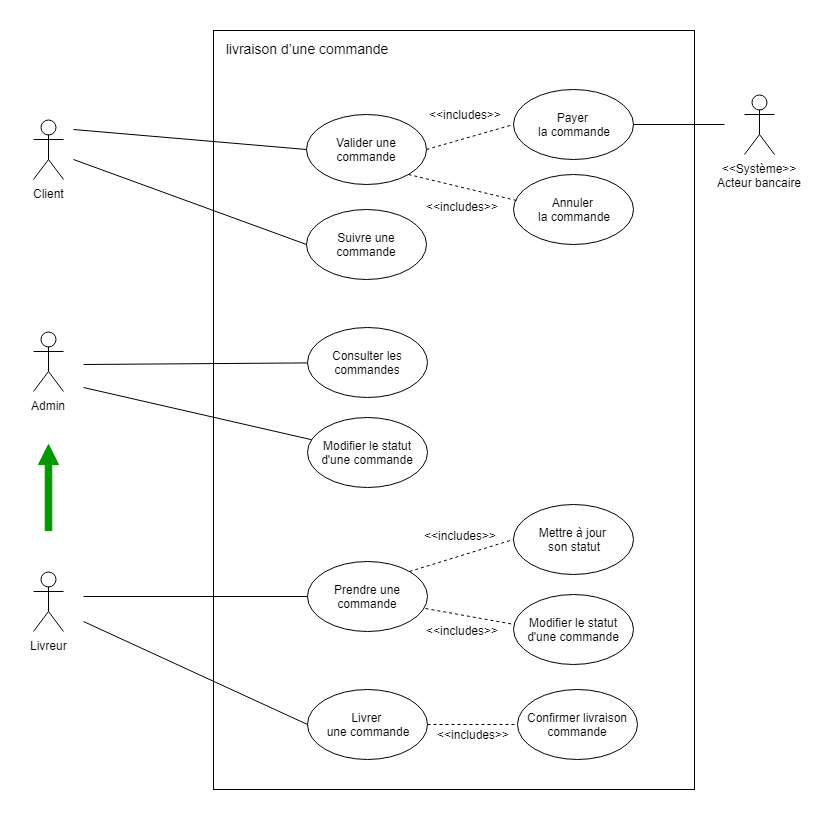 livraison d'une commande
<<includes>>
Payer
la commande
Valider une
commande
<<Système>>
Acteur bancaire
Client
<<includes>>
Annuler
la commande
Suivre une
commande
Consulter les
commandes
Admin
Modifier le statut
d'une commande
<<includes>>
Mettre à jour
son statut
Prendre une
commande
<<includes>>
Modifier le statut
d'une commande
Livreur
Livrer
une commande
<<includes>>
Confirmer livraison
commande